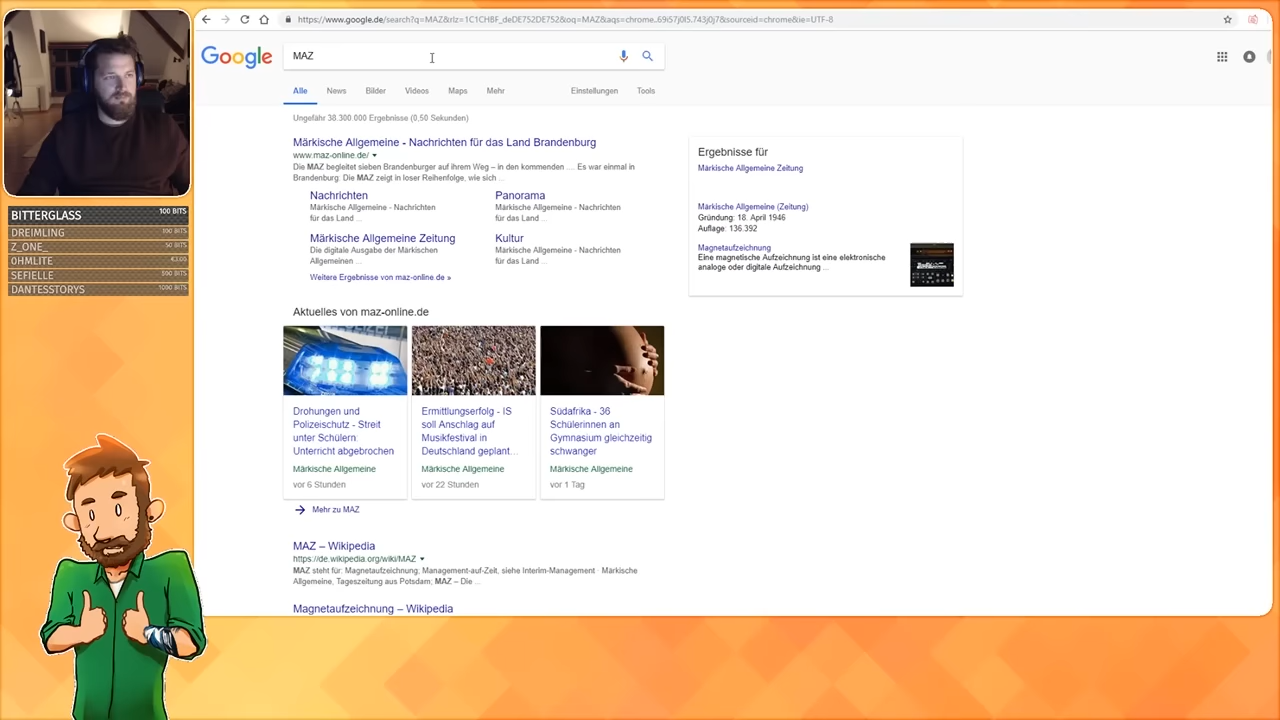 https://www.google.de/search?q=MAZ&rlz=1C1CHBF_deDE752DE752&oq=MAZ&aqs=chrome..69i57j0l5.743j0j7&sourceid=chrome&ie=UTF-8
Google
MAZ
Alle News Bilder Videos Maps Mehr Einstellungen Tools
Ungefähr 38.300.000 Ergebnisse (0,50 Sekunden)
Märkische Allgemeine - Nachrichten für das Land Brandenburg
www.maz-online.de/
Die MAZ begleitet sieben Brandenburger auf ihrem Weg – in den kommenden ... Es war einmal in
Brandenburg: Die MAZ zeigt in loser Reihenfolge, wie sich ...
Nachrichten
Märkische Allgemeine - Nachrichten
für das Land ...
Panorama
Märkische Allgemeine - Nachrichten
für das Land ...
Märkische Allgemeine Zeitung
Die digitale Ausgabe der Märkischen
Allgemeinen ...
Kultur
Märkische Allgemeine - Nachrichten
für das Land ...
Weitere Ergebnisse von maz-online.de »
Aktuelles von maz-online.de
Drohungen und
Polizeischutz - Streit
unter Schülern:
Unterricht abgebrochen
Märkische Allgemeine
vor 6 Stunden
Ermittlungserfolg - IS
soll Anschlag auf
Musikfestival in
Deutschland geplant...
Märkische Allgemeine
vor 22 Stunden
Südafrika - 36
Schülerinnen an
Gymnasium gleichzeitig
schwanger
Märkische Allgemeine
vor 1 Tag
Mehr zu MAZ
MAZ – Wikipedia
https://de.wikipedia.org/wiki/MAZ
MAZ steht für: Magnetaufzeichnung; Management-auf-Zeit, siehe Interim-Management · Märkische
Allgemeine, Tageszeitung aus Potsdam; MAZ – Die ...
Magnetaufzeichnung – Wikipedia
Ergebnisse für
Märkische Allgemeine Zeitung
Märkische Allgemeine (Zeitung)
Gründung: 18. April 1946
Auflage: 136.392
Magnetaufzeichnung
Eine magnetische Aufzeichnung ist eine elektronische
analoge oder digitale Aufzeichnung ...
BITTERGLASS 100 BITS
DREIMLING 100 BITS
Z_ONE_ 50 BITS
OHMLITE €3.00
SEFIELLE 500 BITS
DANTESSTORYS 1000 BITS